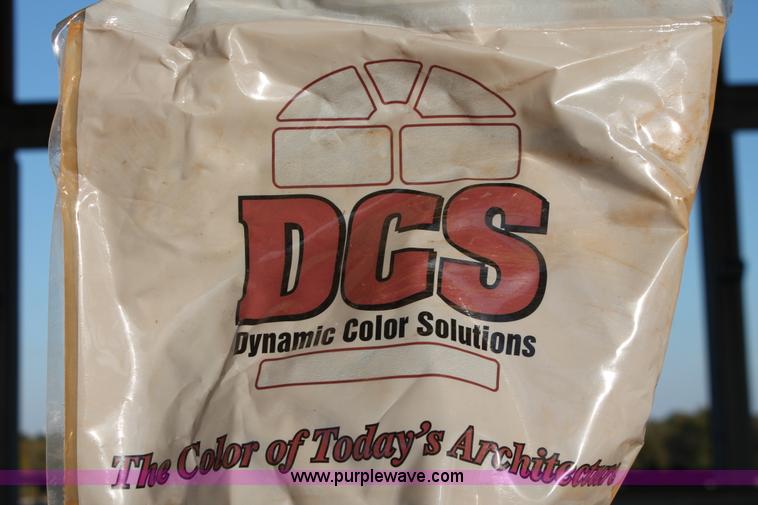 DCS
Dynamic Color Solutions
The Color of Today's Architecture
www.purplewave.com